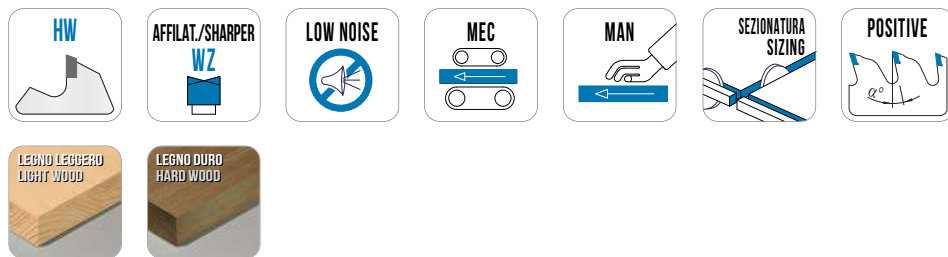 HW
AFFILAT./SHARPER
WZ
LOW NOISE
MEC
MAN
SEZIONATURA
SIZING
POSITIVE
α°
LEGNO LEGGERO
LIGHT WOOD
LEGNO DURO
HARD WOOD